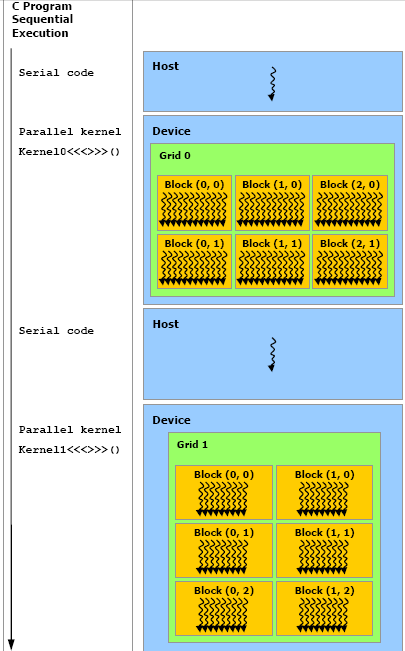 C Program
Sequential
Execution
Serial code
Host
Parallel kernel
Kernel0<<<>>>()
Device
Grid 0
Block (0, 0) Block (1, 0) Block (2, 0)
Block (0, 1) Block (1, 1) Block (2, 1)
Serial code
Host
Parallel kernel
Kernel1<<<>>>()
Device
Grid 1
Block (0, 0) Block (1, 0)
Block (0, 1) Block (1, 1)
Block (0, 2) Block (1, 2)